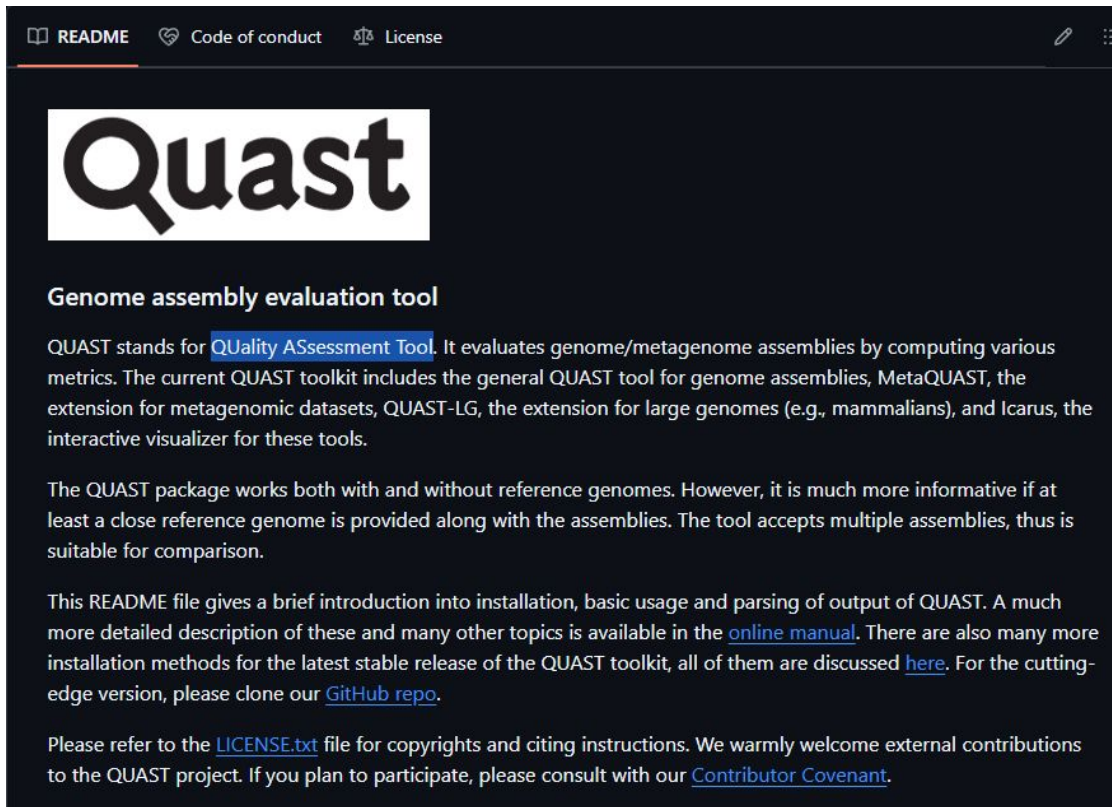 README Code of conduct License
Quast
Genome assembly evaluation tool
QUAST stands for QUality ASsessment Tool. It evaluates genome/metagenome assemblies by computing various
metrics. The current QUAST toolkit includes the general QUAST tool for genome assemblies, MetaQUAST, the
extension for metagenomic datasets, QUAST-LG, the extension for large genomes (e.g., mammalians), and Icarus, the
interactive visualizer for these tools.
The QUAST package works both with and without reference genomes. However, it is much more informative if at
least a close reference genome is provided along with the assemblies. The tool accepts multiple assemblies, thus is
suitable for comparison.
This README file gives a brief introduction into installation, basic usage and parsing of output of QUAST. A much
more detailed description of these and many other topics is available in the online manual. There are also many more
installation methods for the latest stable release of the QUAST toolkit, all of them are discussed here. For the cutting-
edge version, please clone our GitHub repo.
Please refer to the LICENSE.txt file for copyrights and citing instructions. We warmly welcome external contributions
to the QUAST project. If you plan to participate, please consult with our Contributor Covenant.